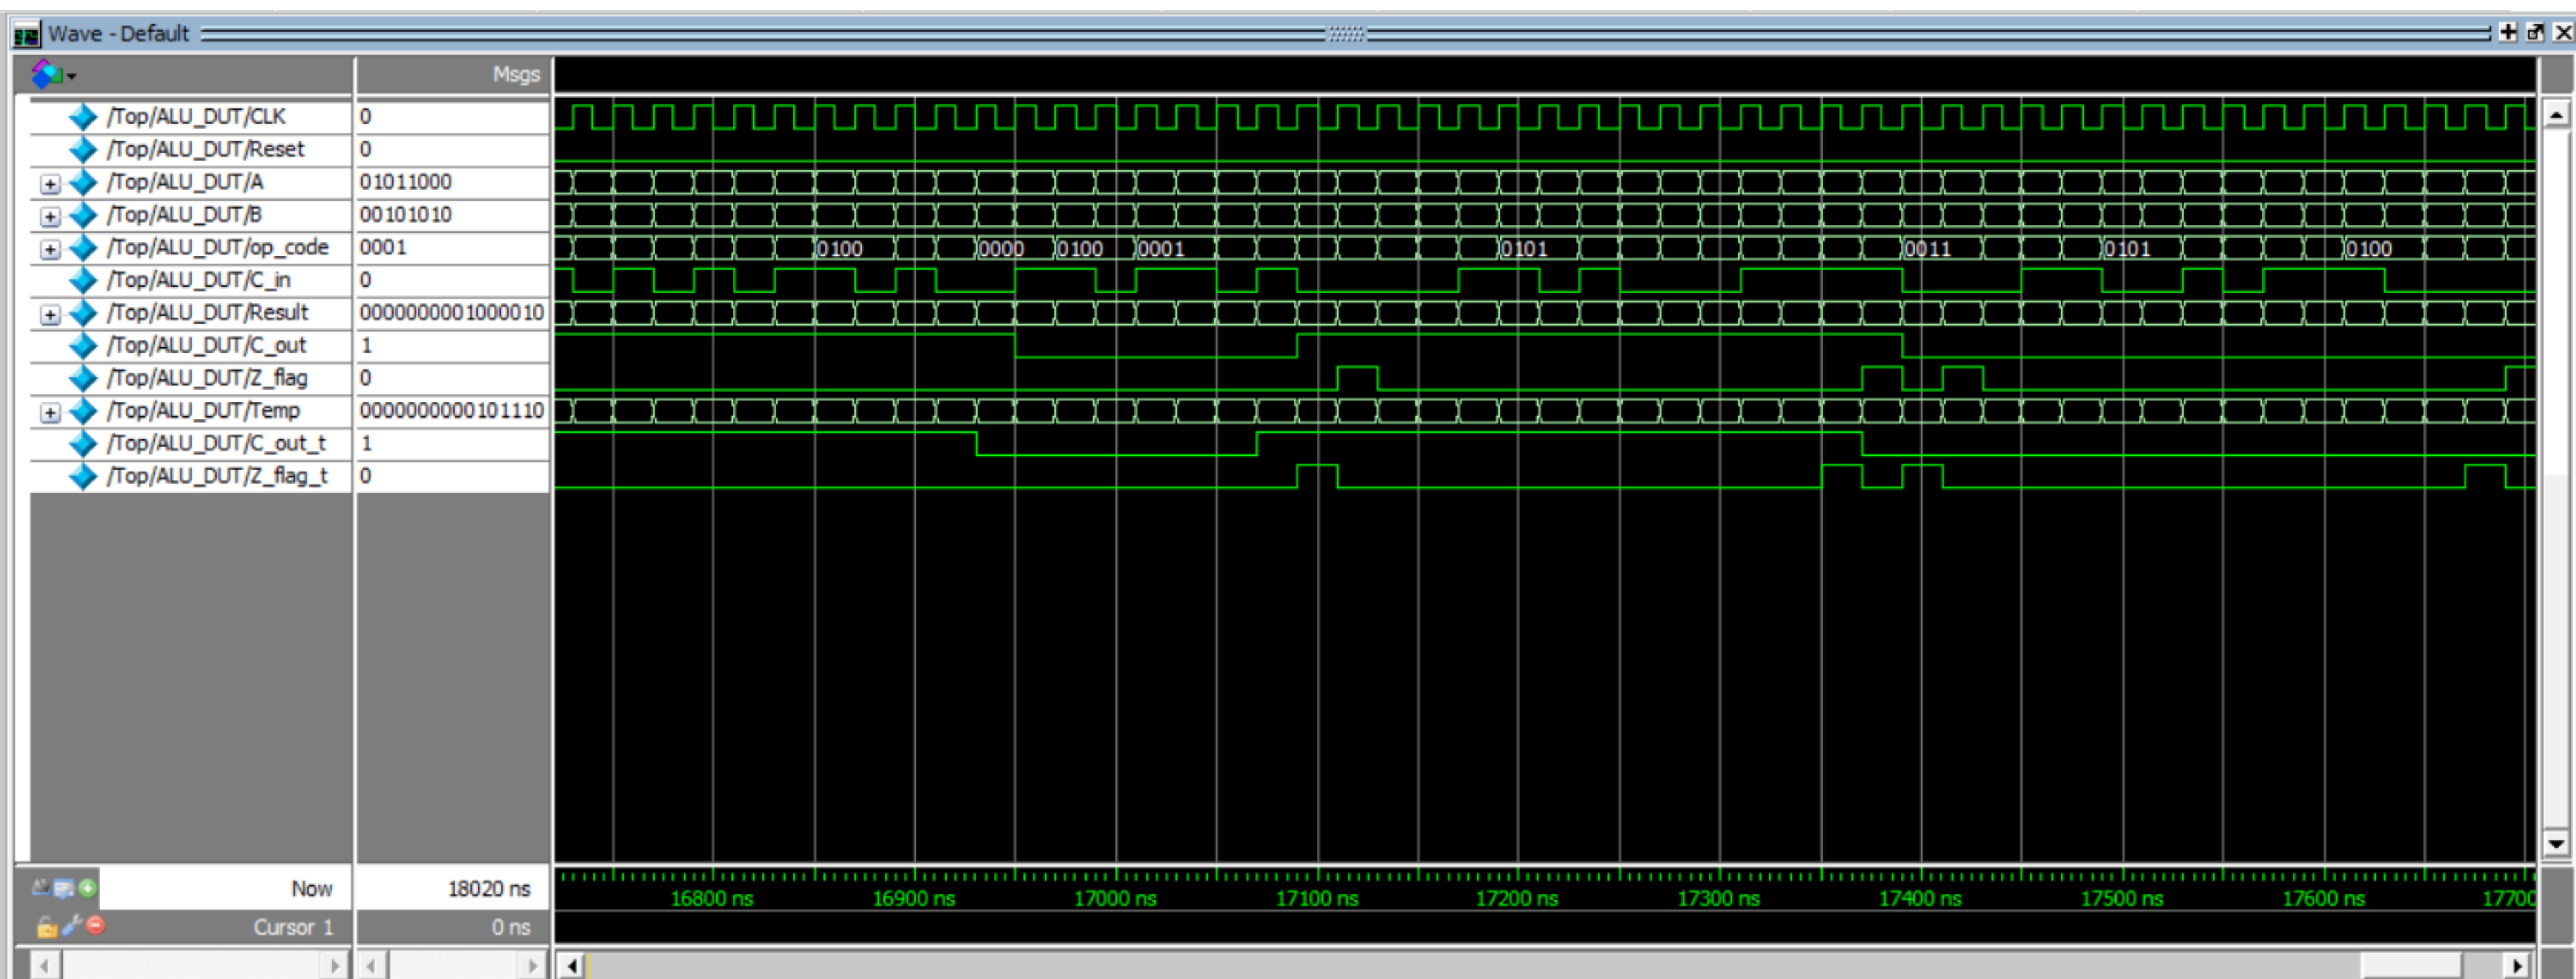 Wave - Default
Msgs
/Top/ALU_DUT/CLK 0
/Top/ALU_DUT/Reset 0
/Top/ALU_DUT/A 01011000
/Top/ALU_DUT/B 00101010
/Top/ALU_DUT/op_code 0001 0100 0000 0100 0001 0101 0011 0101 0100
/Top/ALU_DUT/C_in 0
/Top/ALU_DUT/Result 0000000001000010
/Top/ALU_DUT/C_out 1
/Top/ALU_DUT/Z_flag 0
/Top/ALU_DUT/Temp 0000000000101110
/Top/ALU_DUT/C_out_t 1
/Top/ALU_DUT/Z_flag_t 0
Now 18020 ns 16800 ns 16900 ns 17000 ns 17100 ns 17200 ns 17300 ns 17400 ns 17500 ns 17600 ns 17700
Cursor 1 0 ns